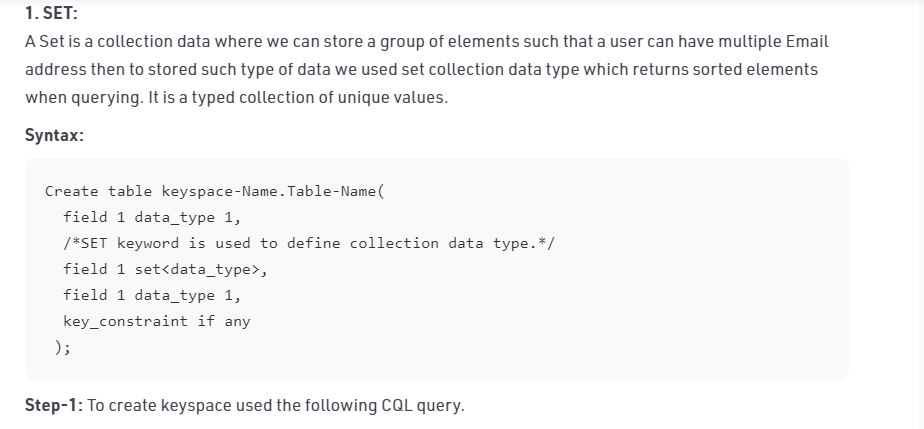 1. SET:
A Set is a collection data where we can store a group of elements such that a user can have multiple Email
address then to stored such type of data we used set collection data type which returns sorted elements
when querying. It is a typed collection of unique values.
Syntax:
Create table keyspace-Name.Table-Name(
field 1 data_type 1,
/*SET keyword is used to define collection data type.*/
field 1 set<data_type>,
field 1 data_type 1,
key_constraint if any
);
Step-1: To create keyspace used the following CQL query.